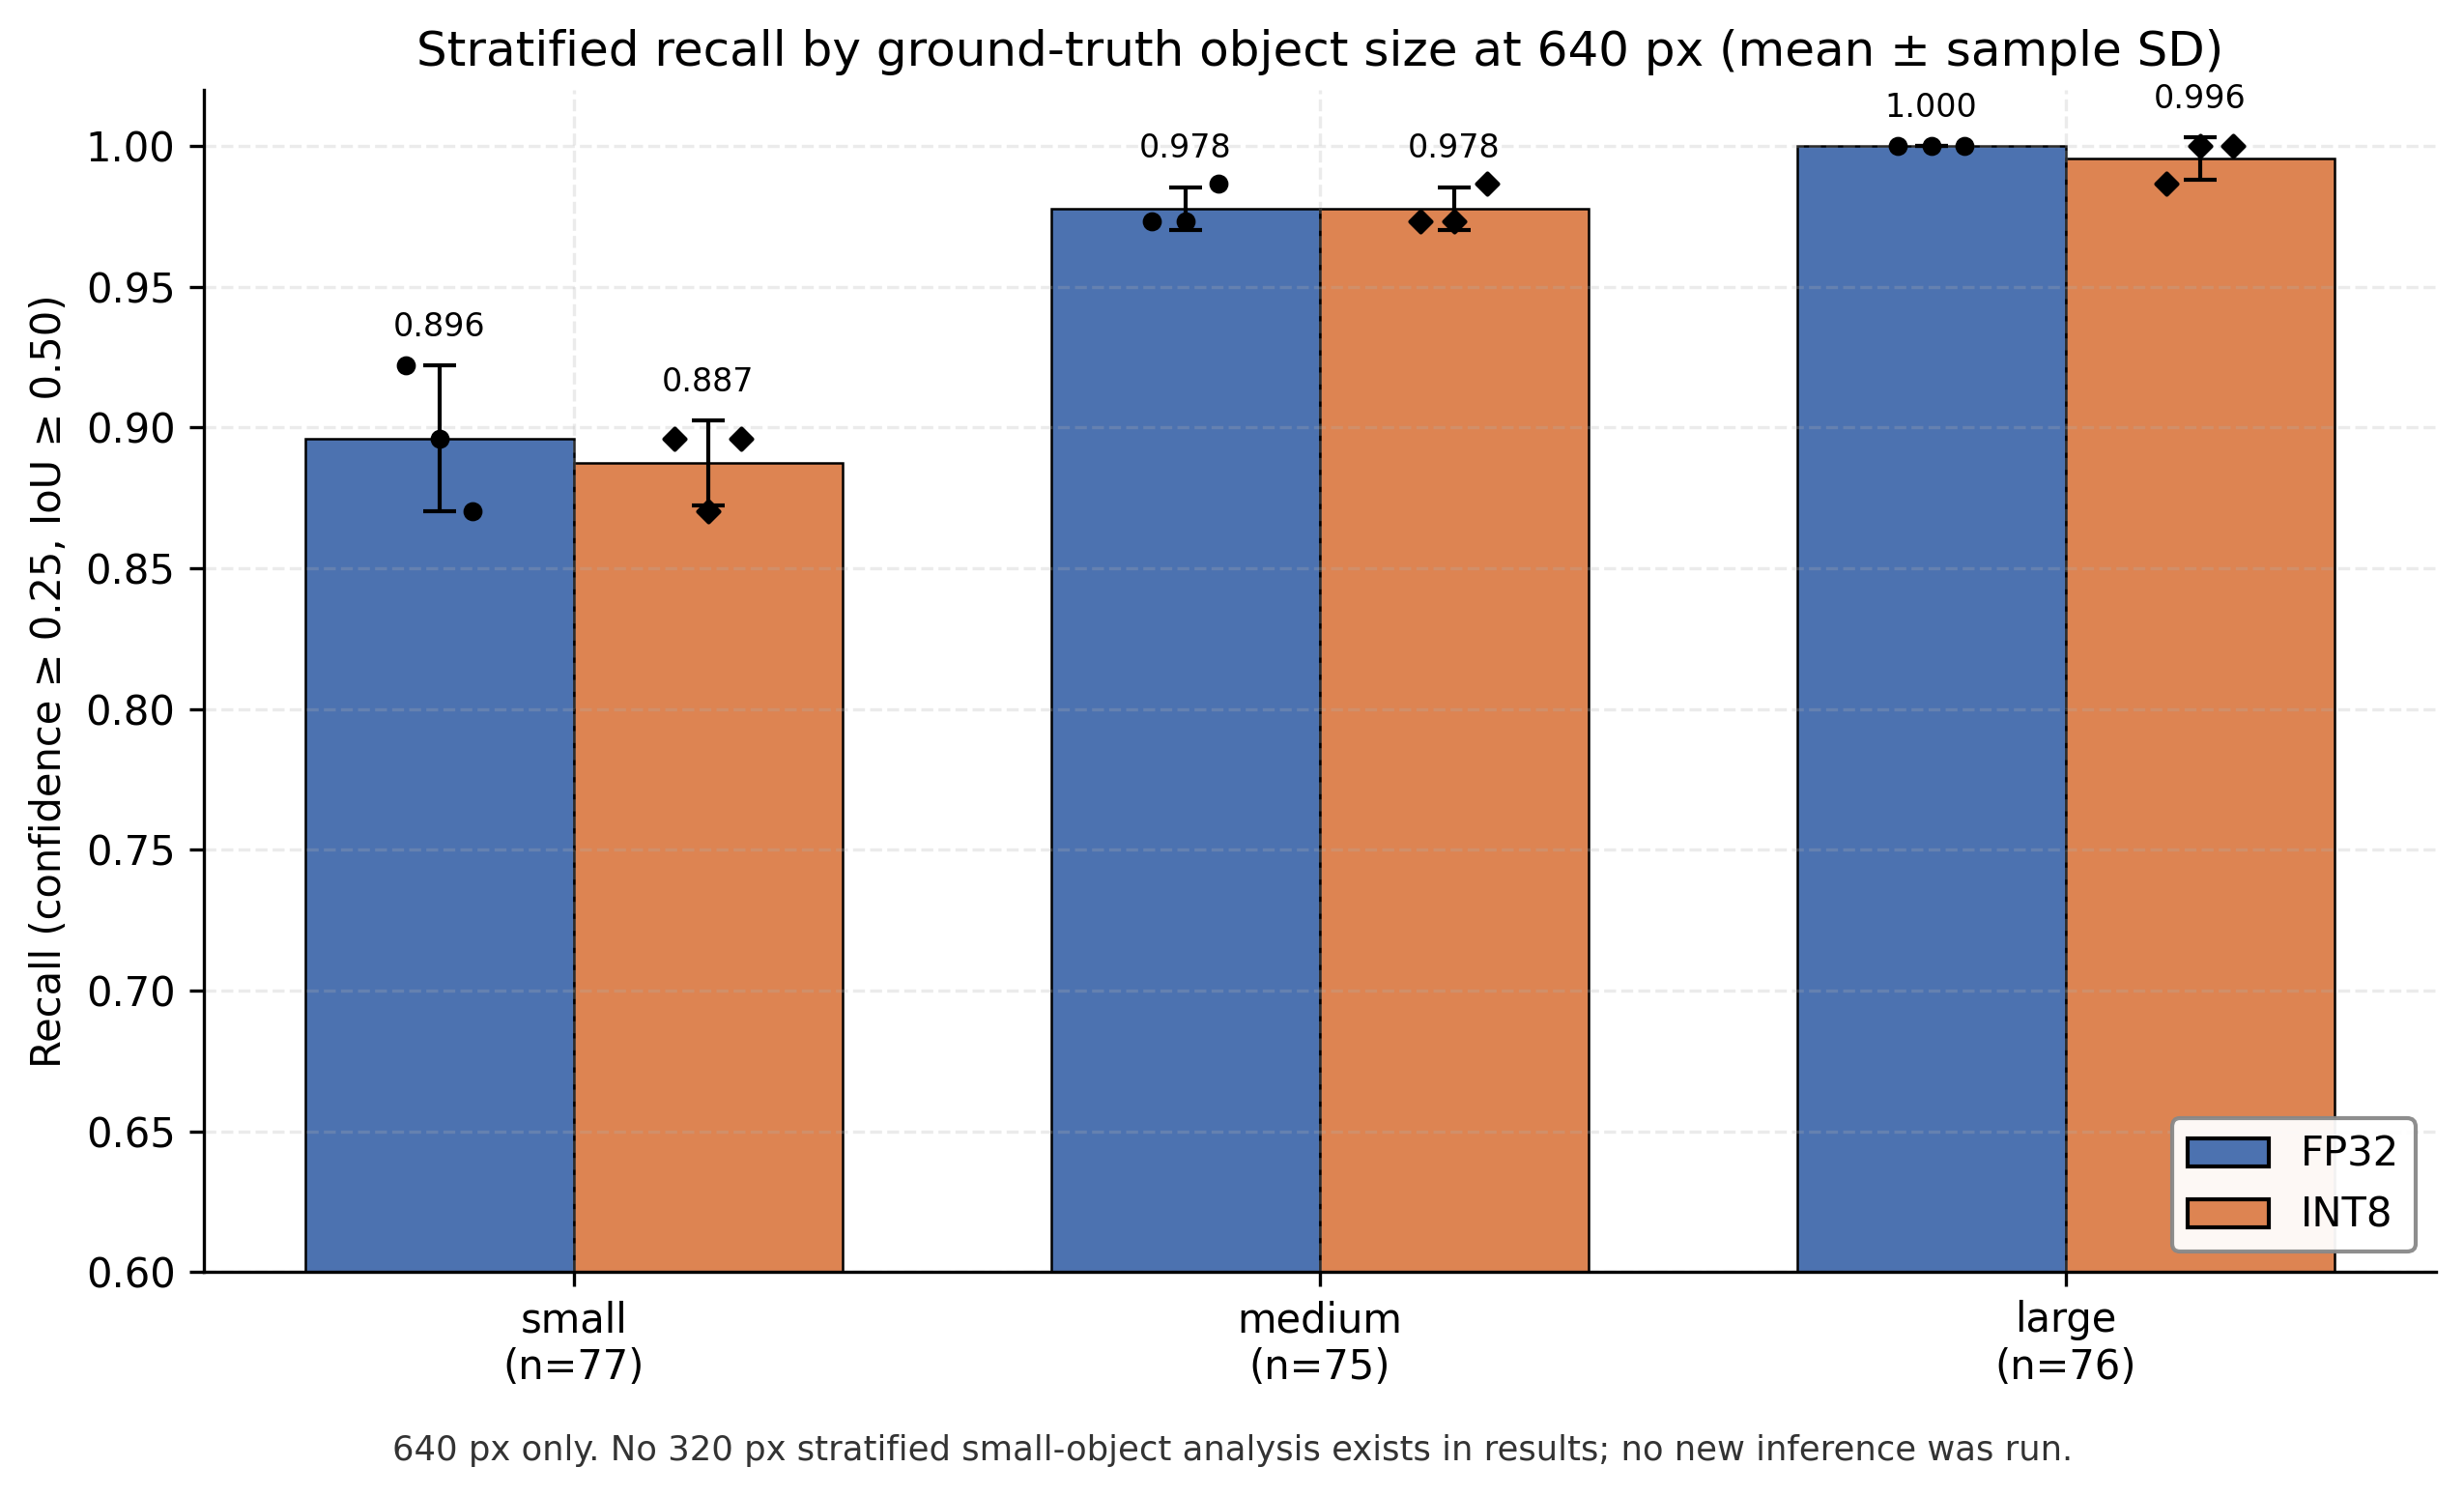 Stratified recall by ground-truth object size at 640 px (mean ± sample SD)
Recall (confidence ≥ 0.25, IoU ≥ 0.50)
1.00
0.95
0.90
0.85
0.80
0.75
0.70
0.65
0.60
0.896
0.887
0.978
0.978
1.000
0.996
FP32
INT8
small
(n=77)
medium
(n=75)
large
(n=76)
640 px only. No 320 px stratified small-object analysis exists in results; no new inference was run.